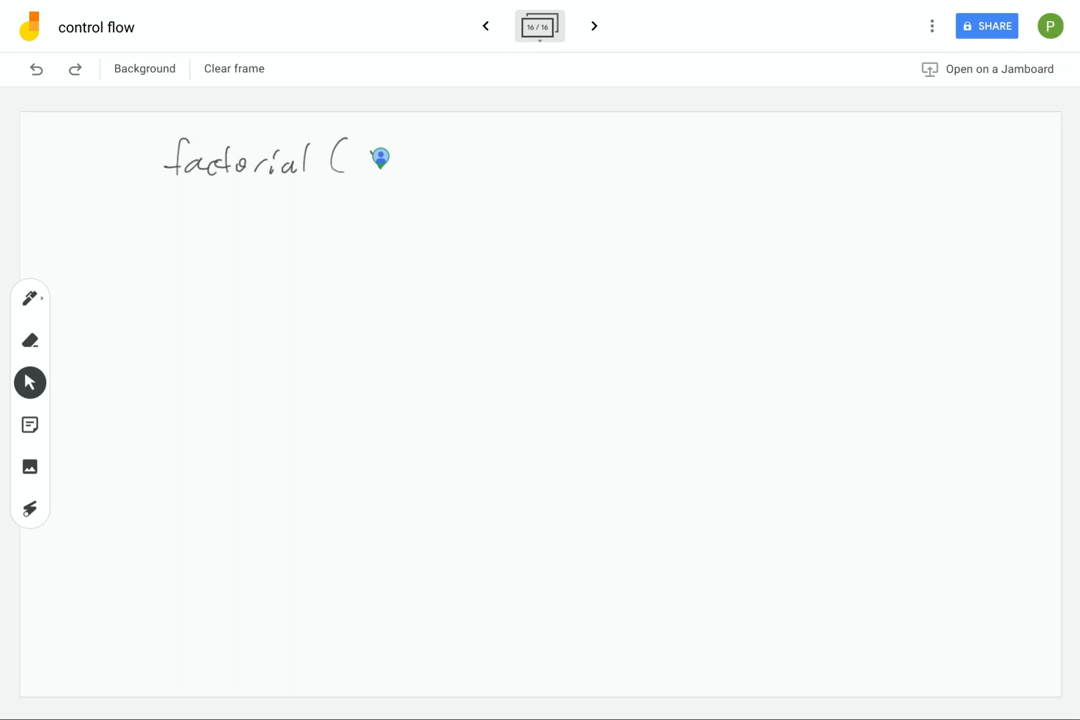 control flow
16 / 16
SHARE
P
Background
Clear frame
Open on a Jamboard
factorial (